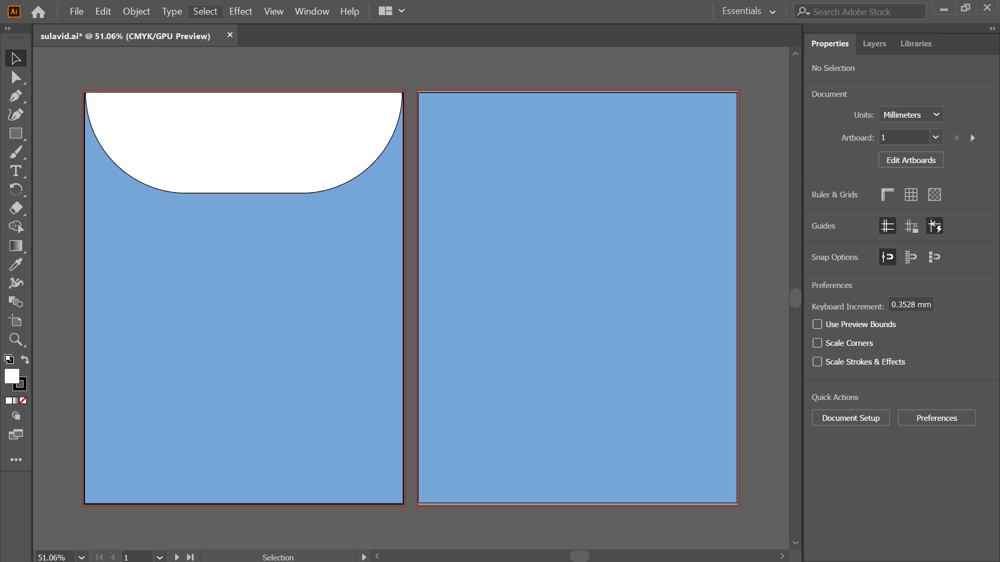 Ai File Edit Object Type Select Effect View Window Help Essentials Search Adobe Stock
sulavid.ai* @ 51.06% (CMYK/GPU Preview)
Properties Layers Libraries
No Selection
Document
Units: Millimeters
Artboard: 1
Edit Artboards
Ruler & Grids
Guides
Snap Options
Preferences
Keyboard Increment: 0.3528 mm
Use Preview Bounds
Scale Corners
Scale Strokes & Effects
Quick Actions
Document Setup Preferences
51.06% 1 Selection